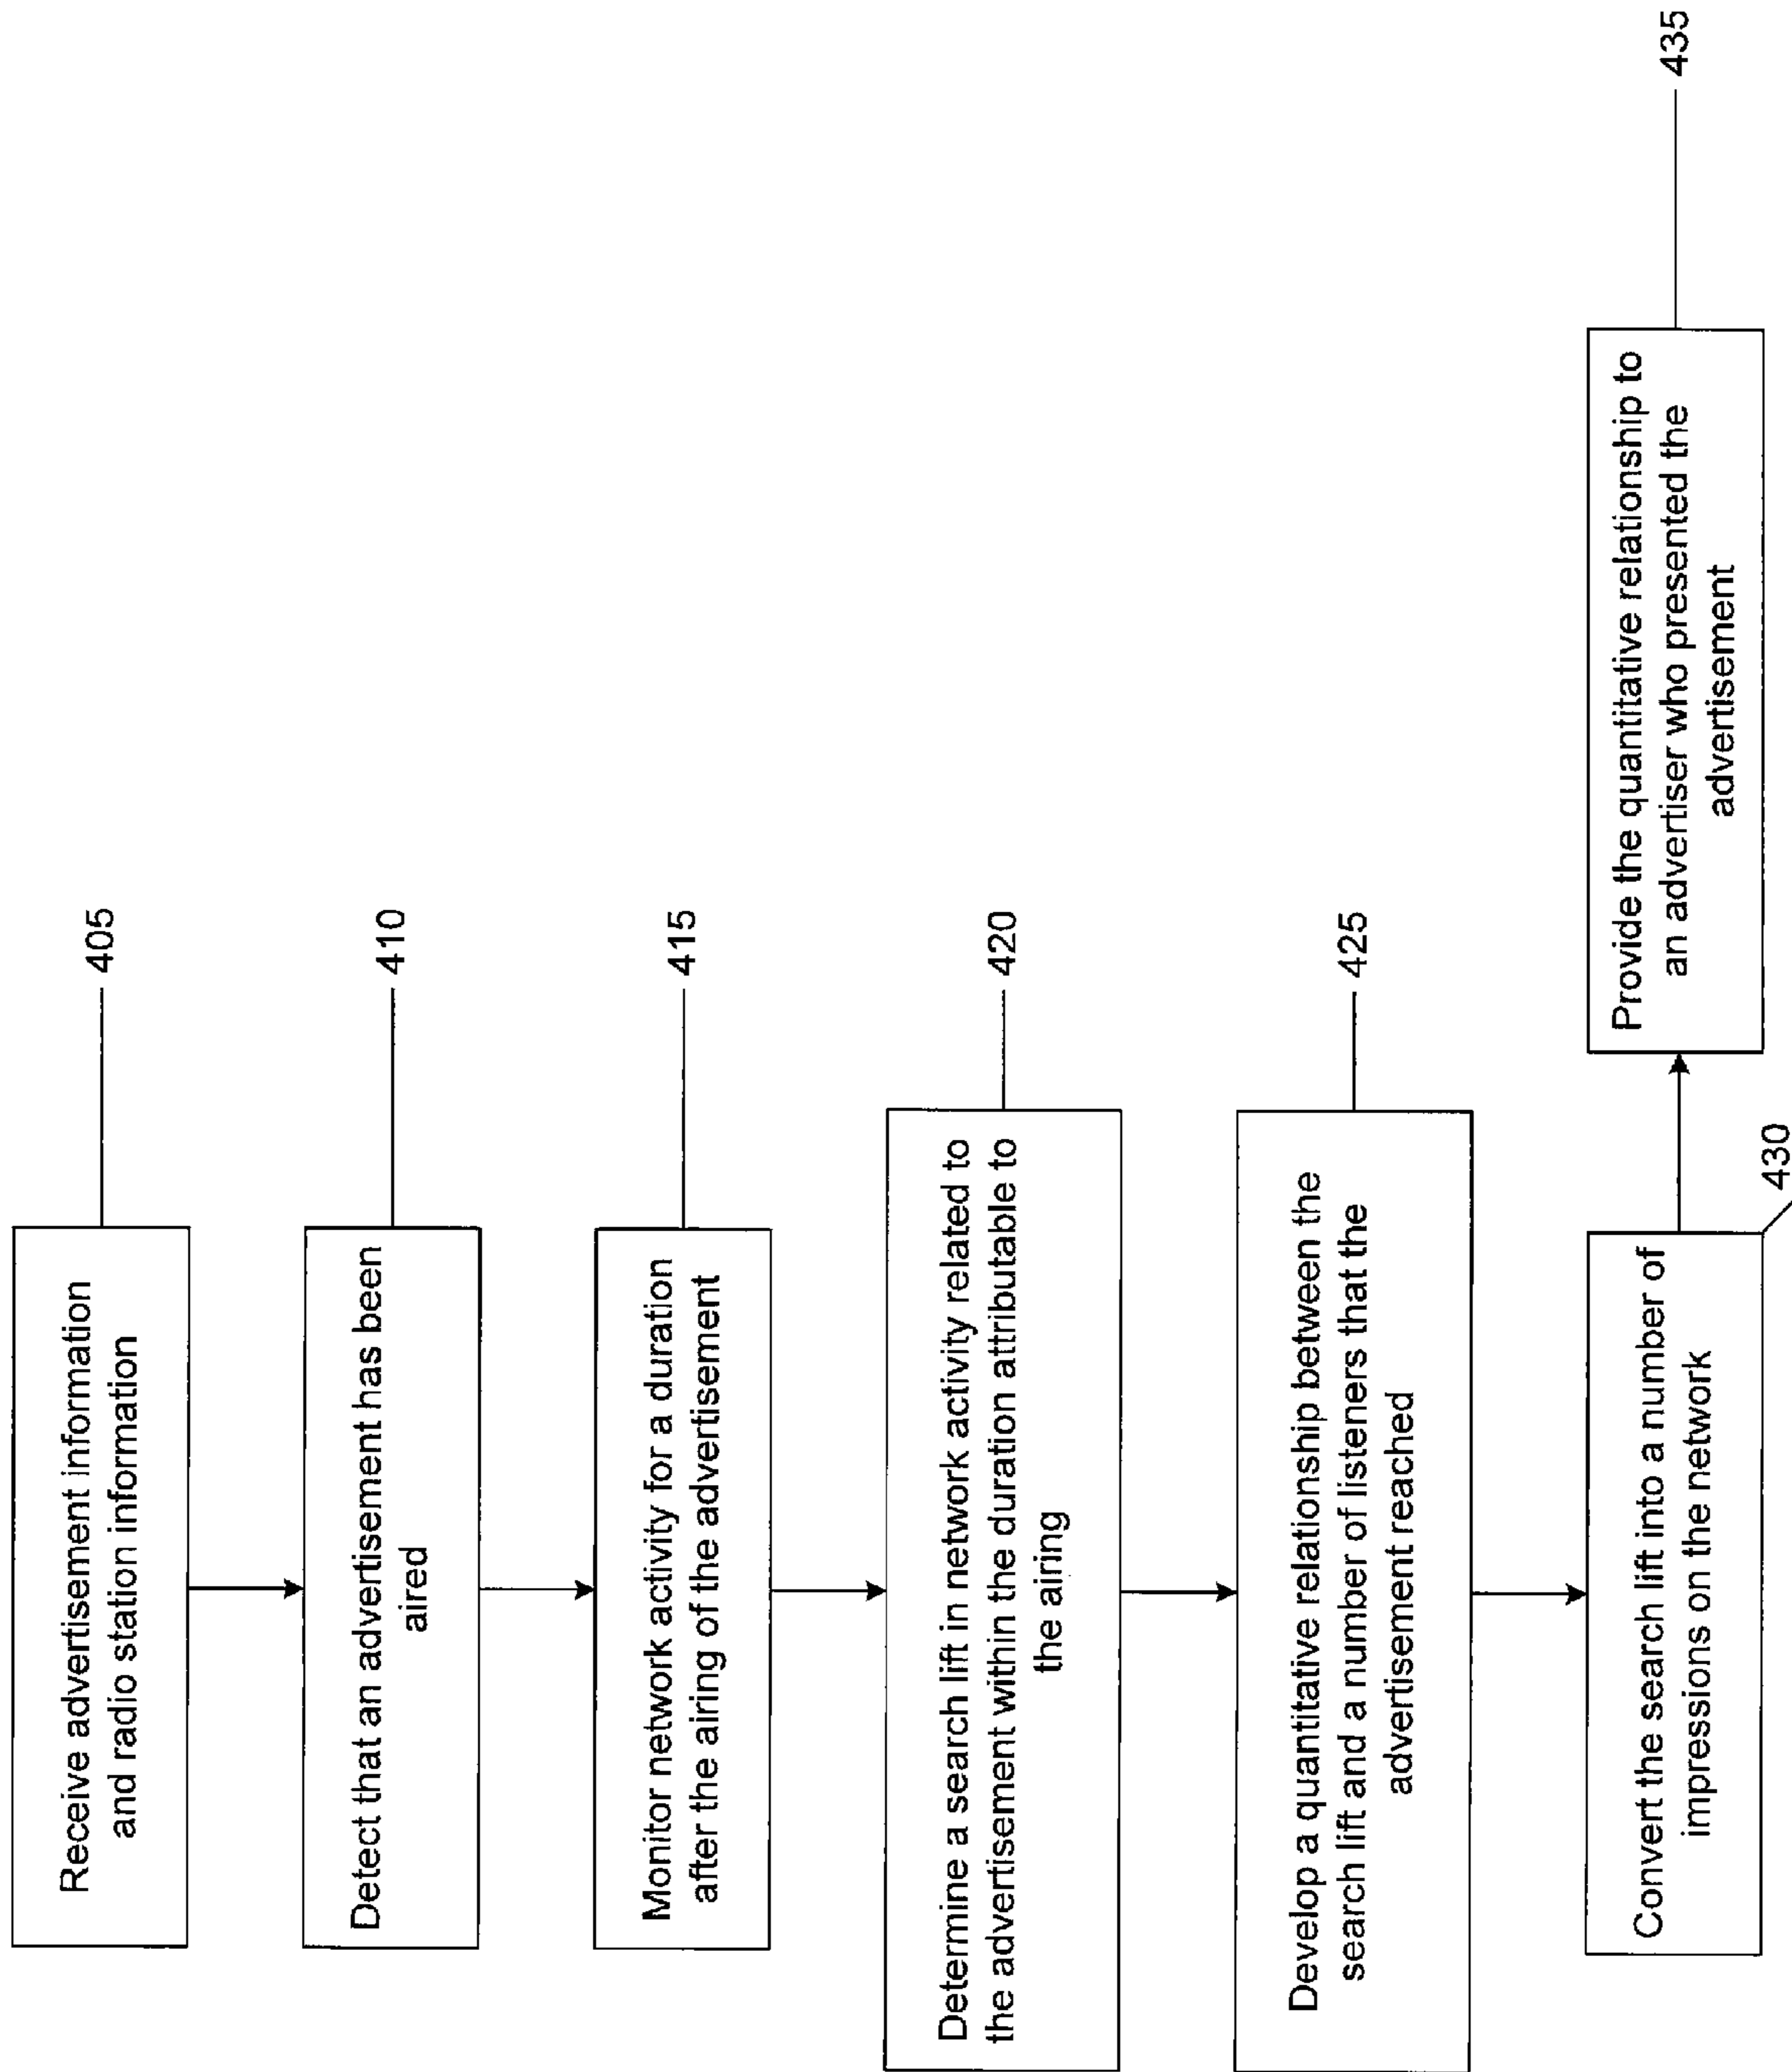 Receive advertisement information
and radio station information
405
Detect that an advertisement has been
aired
410
Monitor network activity for a duration
after the airing of the advertisement
415
Determine a search lift in network activity related to
the advertisement within the duration attributable to
the airing
420
Develop a quantitative relationship between the
search lift and a number of listeners that the
advertisement reached
425
Convert the search lift into a number of
impressions on the network
430
Provide the quantitative relationship to
an advertiser who presented the
advertisement
435